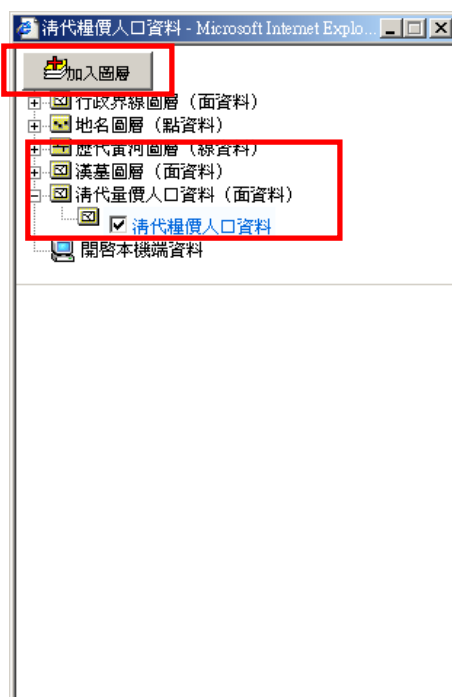 清代糧價人口資料 - Microsoft Internet Explo...
加入圖層
行政界線圖層（面資料）
地名圖層（點資料）
歷代黃河圖層（線資料）
漢墓圖層（面資料）
清代量價人口資料（面資料）
清代糧價人口資料
開啓本機端資料